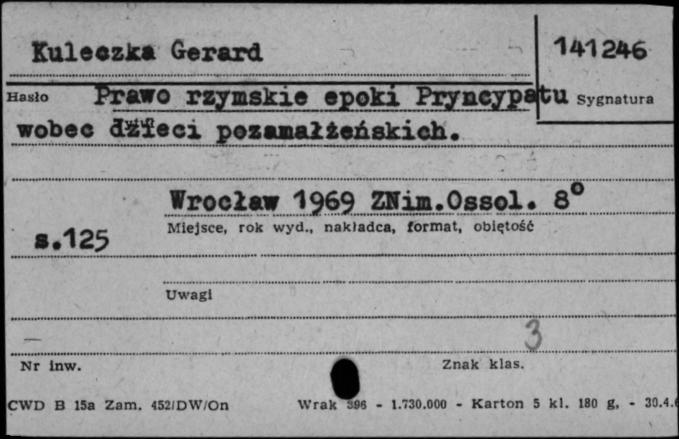 Kuleczka Gerard
141246
Hasło Prawo rzymskie epoki Pryncypatu Sygnatura
wobec dzieci pozamałżeńskich.
Wrocław 1969 ZNim.Ossol. 8°
Miejsce, rok wyd., nakładca, format, objętość
s.125
Uwagi
3
Nr inw.
Znak klas.
CWD B 15a Zam. 452/DW/On Wrak 396 - 1.730.000 - Karton 5 kl. 180 g. - 30.4.6